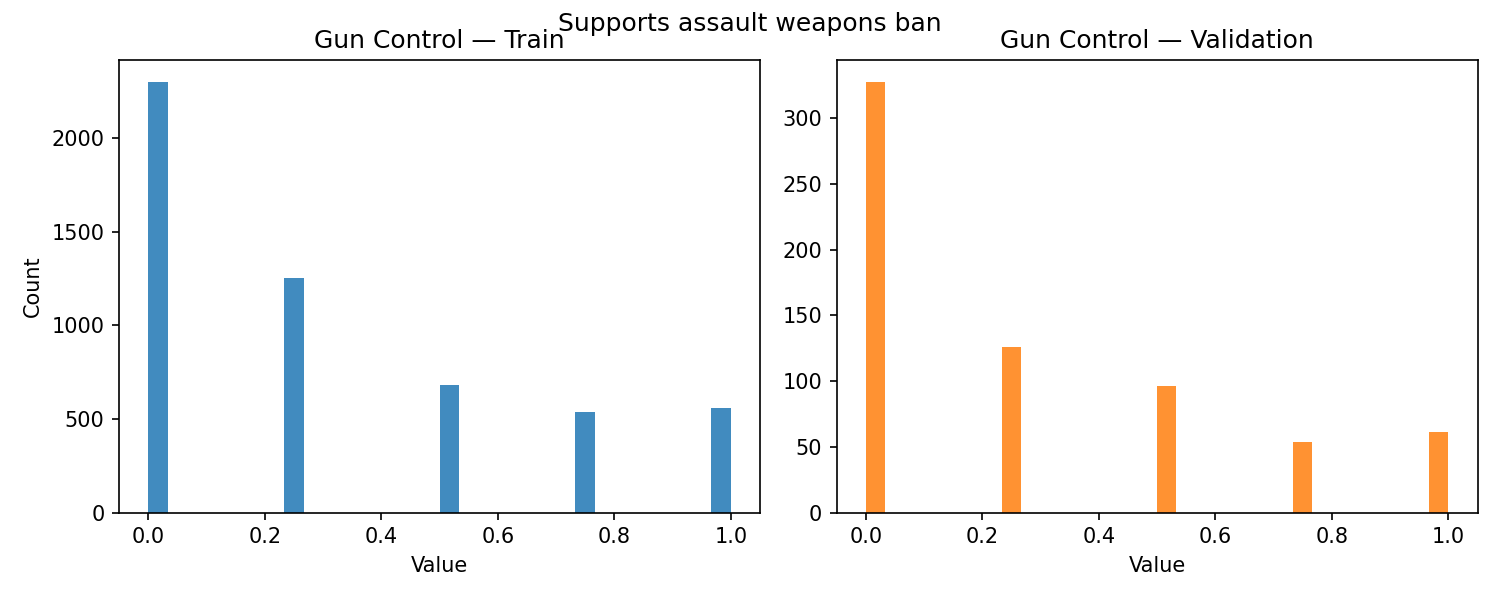 Supports assault weapons ban
Gun Control — Train
Gun Control — Validation
Count
2000
1500
1000
500
0
0.0 0.2 0.4 0.6 0.8 1.0
Value
300
250
200
150
100
50
0
0.0 0.2 0.4 0.6 0.8 1.0
Value